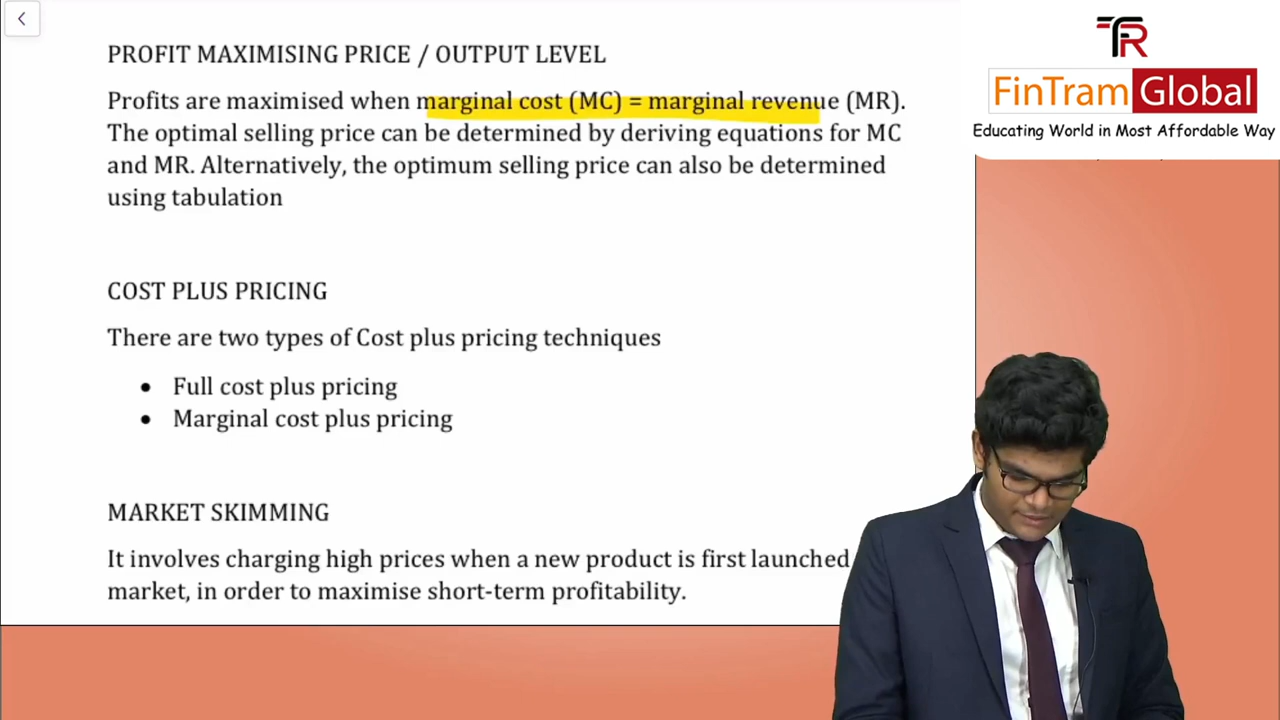 PROFIT MAXIMISING PRICE / OUTPUT LEVEL
Profits are maximised when marginal cost (MC) = marginal revenue (MR).
The optimal selling price can be determined by deriving equations for MC
and MR. Alternatively, the optimum selling price can also be determined
using tabulation
COST PLUS PRICING
There are two types of Cost plus pricing techniques
• Full cost plus pricing
• Marginal cost plus pricing
MARKET SKIMMING
It involves charging high prices when a new product is first launched
market, in order to maximise short-term profitability.
TR
FinTram Global
Educating World in Most Affordable Way